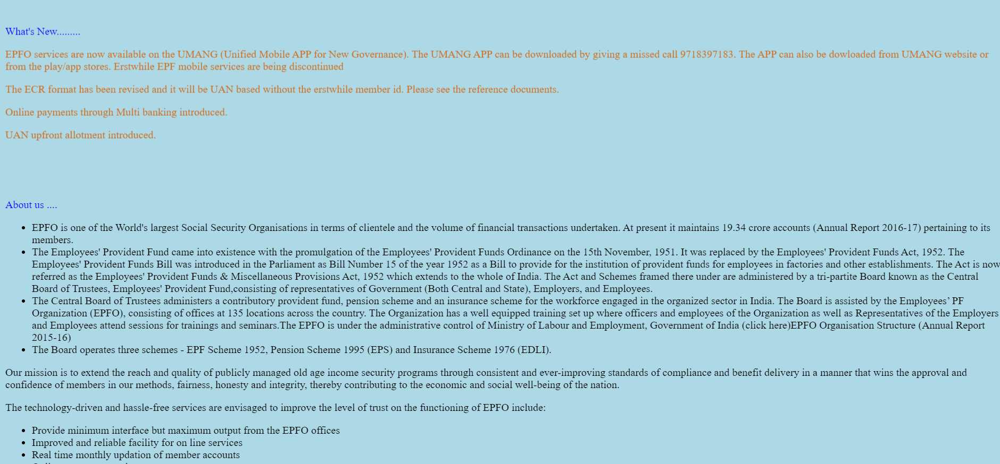 What's New.........
EPFO services are now available on the UMANG (Unified Mobile APP for New Governance). The UMANG APP can be downloaded by giving a missed call 9718397183. The APP can also be dowloaded from UMANG website or
from the play/app stores. Erstwhile EPF mobile services are being discontinued
The ECR format has been revised and it will be UAN based without the erstwhile member id. Please see the reference documents.
Online payments through Multi banking introduced.
UAN upfront allotment introduced.
About us ....
• EPFO is one of the World's largest Social Security Organisations in terms of clientele and the volume of financial transactions undertaken. At present it maintains 19.34 crore accounts (Annual Report 2016-17) pertaining to its
members.
• The Employees' Provident Fund came into existence with the promulgation of the Employees' Provident Funds Ordinance on the 15th November, 1951. It was replaced by the Employees' Provident Funds Act, 1952. The
Employees' Provident Funds Bill was introduced in the Parliament as Bill Number 15 of the year 1952 as a Bill to provide for the institution of provident funds for employees in factories and other establishments. The Act is now
referred as the Employees' Provident Funds & Miscellaneous Provisions Act, 1952 which extends to the whole of India. The Act and Schemes framed there under are administered by a tri-partite Board known as the Central
Board of Trustees, Employees' Provident Fund,consisting of representatives of Government (Both Central and State), Employers, and Employees.
• The Central Board of Trustees administers a contributory provident fund, pension scheme and an insurance scheme for the workforce engaged in the organized sector in India. The Board is assisted by the Employees’ PF
Organization (EPFO), consisting of offices at 135 locations across the country. The Organization has a well equipped training set up where officers and employees of the Organization as well as Representatives of the Employers
and Employees attend sessions for trainings and seminars.The EPFO is under the administrative control of Ministry of Labour and Employment, Government of India (click here)EPFO Organisation Structure (Annual Report
2015-16)
• The Board operates three schemes - EPF Scheme 1952, Pension Scheme 1995 (EPS) and Insurance Scheme 1976 (EDLI).
Our mission is to extend the reach and quality of publicly managed old age income security programs through consistent and ever-improving standards of compliance and benefit delivery in a manner that wins the approval and
confidence of members in our methods, fairness, honesty and integrity, thereby contributing to the economic and social well-being of the nation.
The technology-driven and hassle-free services are envisaged to improve the level of trust on the functioning of EPFO include:
• Provide minimum interface but maximum output from the EPFO offices
• Improved and reliable facility for on line services
• Real time monthly updation of member accounts